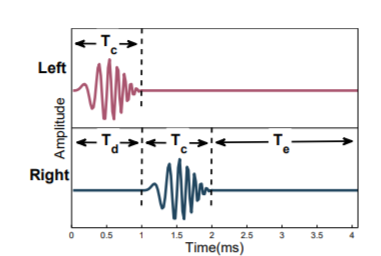 T_c
Left
Amplitude
T_d T_c T_e
Right
0 0.5 1 1.5 2 2.5 3 3.5 4
Time(ms)